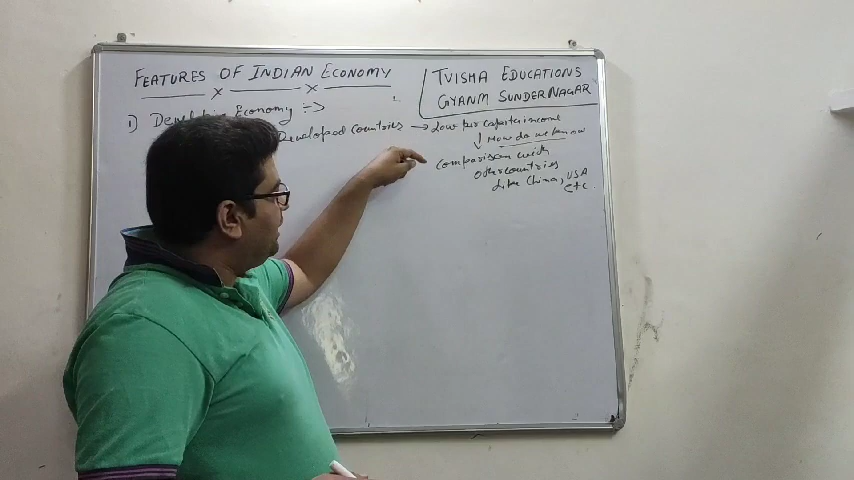 FEATURES OF INDIAN ECONOMY
TVISHA EDUCATIONS
GYANM SUNDERNAGAR
1) Economy :->
Developed countries → Low per capita income
↓ How do we know
Comparison with
other countries
like China, USA
etc.